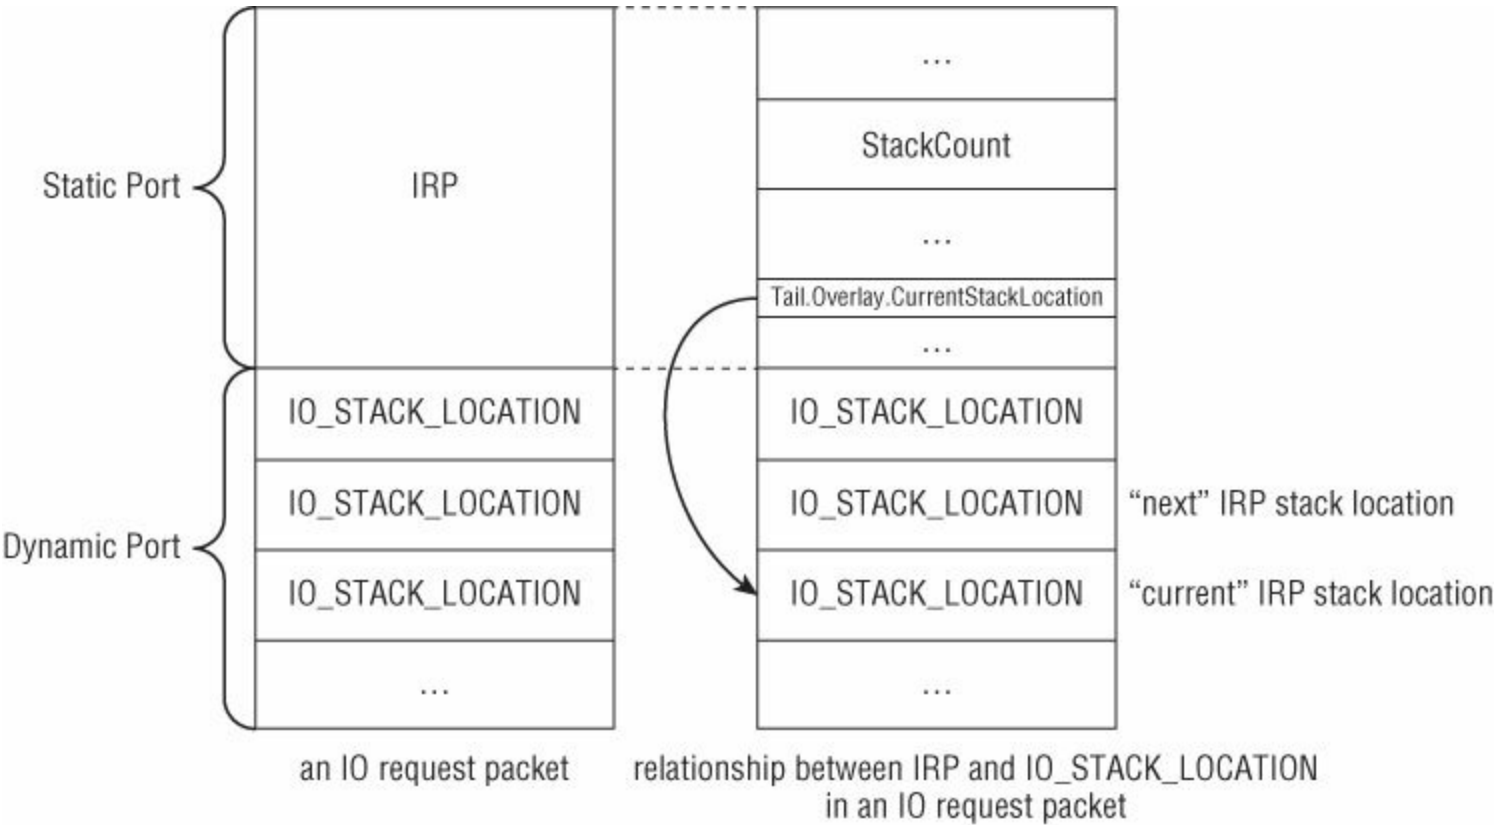 Static Port
IRP
IO_STACK_LOCATION
IO_STACK_LOCATION
Dynamic Port
IO_STACK_LOCATION
...
an IO request packet
...
StackCount
...
Tail.Overlay.CurrentStackLocation
...
IO_STACK_LOCATION
IO_STACK_LOCATION
“next” IRP stack location
IO_STACK_LOCATION
“current” IRP stack location
...
relationship between IRP and IO_STACK_LOCATION
in an IO request packet